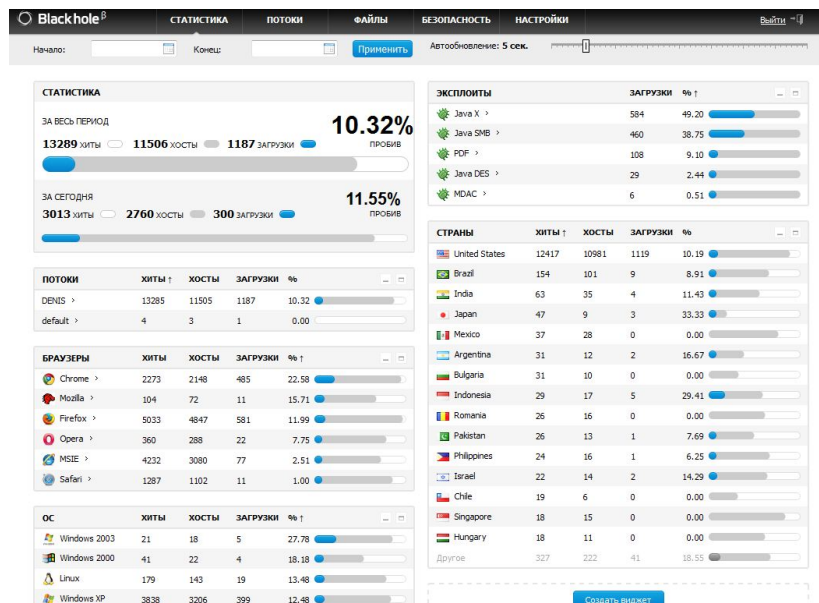 Blackhole β СТАТИСТИКА ПОТОКИ ФАЙЛЫ БЕЗОПАСНОСТЬ НАСТРОЙКИ Выйти
Начало: Конец: Применить Автообновление: 5 сек.
СТАТИСТИКА
ЗА ВЕСЬ ПЕРИОД
10.32%
13289 ХИТЫ 11506 ХОСТЫ 1187 ЗАГРУЗКИ ПРОБИВ
ЗА СЕГОДНЯ
11.55%
3013 ХИТЫ 2760 ХОСТЫ 300 ЗАГРУЗКИ ПРОБИВ
ПОТОКИ ХИТЫ ↑ ХОСТЫ ЗАГРУЗКИ %
DENIS > 13285 11505 1187 10.32
default > 4 3 1 0.00
БРАУЗЕРЫ ХИТЫ ХОСТЫ ЗАГРУЗКИ % ↑
Chrome > 2273 2148 485 22.58
Mozilla > 104 72 11 15.71
Firefox > 5033 4847 581 11.99
Opera > 360 288 22 7.75
MSIE > 4232 3080 77 2.51
Safari > 1287 1102 11 1.00
ОС ХИТЫ ХОСТЫ ЗАГРУЗКИ % ↑
Windows 2003 21 18 5 27.78
Windows 2000 41 22 4 18.18
Linux 179 143 19 13.48
Windows XP 3838 3206 399 12.48
ЭКСПЛОИТЫ ЗАГРУЗКИ % ↑
Java X > 584 49.20
Java SMB > 460 38.75
PDF > 108 9.10
Java DES > 29 2.44
MDAC > 6 0.51
СТРАНЫ ХИТЫ ↑ ХОСТЫ ЗАГРУЗКИ %
United States 12417 10981 1119 10.19
Brazil 154 101 9 8.91
India 63 35 4 11.43
Japan 47 9 3 33.33
Mexico 37 28 0 0.00
Argentina 31 12 2 16.67
Bulgaria 31 10 0 0.00
Indonesia 29 17 5 29.41
Romania 26 16 0 0.00
Pakistan 26 13 1 7.69
Philippines 24 16 1 6.25
Israel 22 14 2 14.29
Chile 19 6 0 0.00
Singapore 18 15 0 0.00
Hungary 18 11 0 0.00
Другое 327 222 41 18.55
Создать виджет